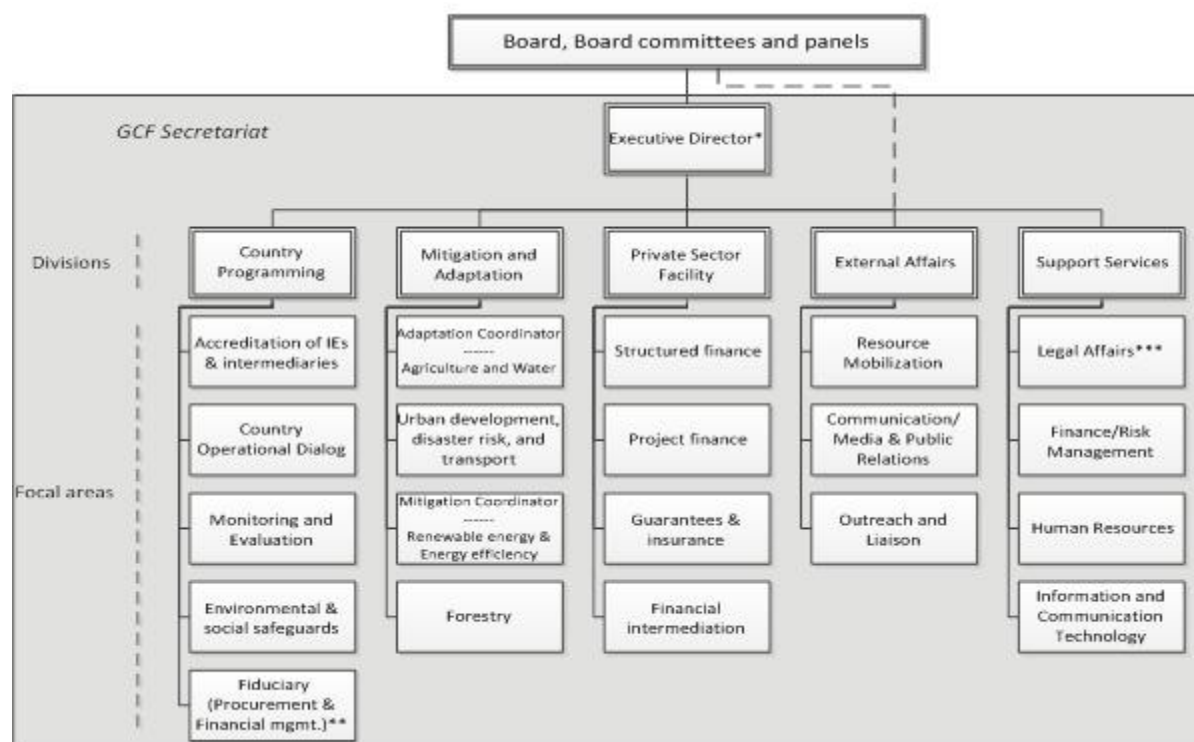 Board, Board committees and panels
GCF Secretariat
Executive Director*
Divisions
Country
Programming
Mitigation and
Adaptation
Private Sector
Facility
External Affairs
Support Services
Focal areas
Accreditation of IEs
& intermediaries
Country
Operational Dialog
Monitoring and
Evaluation
Environmental &
social safeguards
Fiduciary
(Procurement &
Financial mgmt.)**
Adaptation Coordinator
------
Agriculture and Water
Urban development,
disaster risk, and
transport
Mitigation Coordinator
------
Renewable energy &
Energy efficiency
Forestry
Structured finance
Project finance
Guarantees &
insurance
Financial
intermediation
Resource
Mobilization
Communication/
Media & Public
Relations
Outreach and
Liaison
Legal Affairs***
Finance/Risk
Management
Human Resources
Information and
Communication
Technology